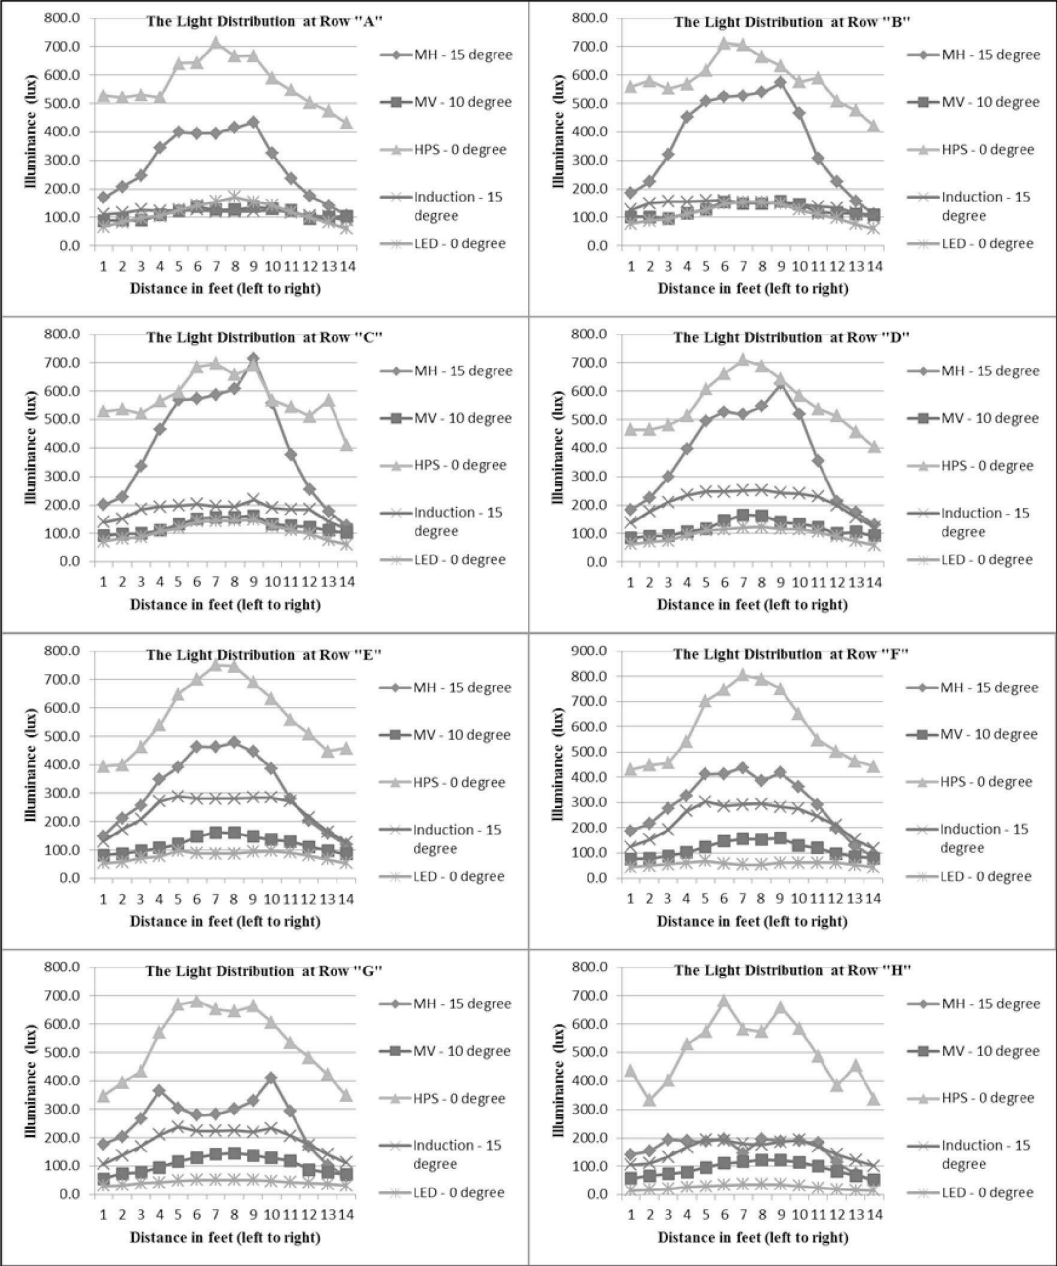 The Light Distribution at Row "A"
800.0
700.0
600.0
500.0
400.0
300.0
200.0
100.0
0.0
Illuminance (lux)
1 2 3 4 5 6 7 8 9 10 11 12 13 14
Distance in feet (left to right)
MH - 15 degree
MV - 10 degree
HPS - 0 degree
Induction - 15
degree
LED - 0 degree
The Light Distribution at Row "B"
800.0
700.0
600.0
500.0
400.0
300.0
200.0
100.0
0.0
Illuminance (lux)
1 2 3 4 5 6 7 8 9 10 11 12 13 14
Distance in feet (left to right)
MH - 15 degree
MV - 10 degree
HPS - 0 degree
Induction - 15
degree
LED - 0 degree
The Light Distribution at Row "C"
800.0
700.0
600.0
500.0
400.0
300.0
200.0
100.0
0.0
Illuminance (lux)
1 2 3 4 5 6 7 8 9 10 11 12 13 14
Distance in feet (left to right)
MH - 15 degree
MV - 10 degree
HPS - 0 degree
Induction - 15
degree
LED - 0 degree
The Light Distribution at Row "D"
800.0
700.0
600.0
500.0
400.0
300.0
200.0
100.0
0.0
Illuminanec (lux)
1 2 3 4 5 6 7 8 9 10 11 12 13 14
Distance in feet (left to right)
MH - 15 degree
MV - 10 degree
HPS - 0 degree
Induction - 15
degree
LED - 0 degree
The Light Distribution at Row "E"
800.0
700.0
600.0
500.0
400.0
300.0
200.0
100.0
0.0
Illuminance (lux)
1 2 3 4 5 6 7 8 9 10 11 12 13 14
Distance in feet (left to right)
MH - 15 degree
MV - 10 degree
HPS - 0 degree
Induction - 15
degree
LED - 0 degree
The Light Distribution at Row "F"
900.0
800.0
700.0
600.0
500.0
400.0
300.0
200.0
100.0
0.0
Illuminance (lux)
1 2 3 4 5 6 7 8 9 10 11 12 13 14
Distance in feet (left to right)
MH - 15 degree
MV - 10 degree
HPS - 0 degree
Induction - 15
degree
LED - 0 degree
The Light Distribution at Row "G"
800.0
700.0
600.0
500.0
400.0
300.0
200.0
100.0
0.0
Illuminance (lux)
1 2 3 4 5 6 7 8 9 10 11 12 13 14
Distance in feet (left to right)
MH - 15 degree
MV - 10 degree
HPS - 0 degree
Induction - 15
degree
LED - 0 degree
The Light Distribution at Row "H"
800.0
700.0
600.0
500.0
400.0
300.0
200.0
100.0
0.0
Illuminance (lux)
1 2 3 4 5 6 7 8 9 10 11 12 13 14
Distance in feet (left to right)
MH - 15 degree
MV - 10 degree
HPS - 0 degree
Induction - 15
degree
LED - 0 degree